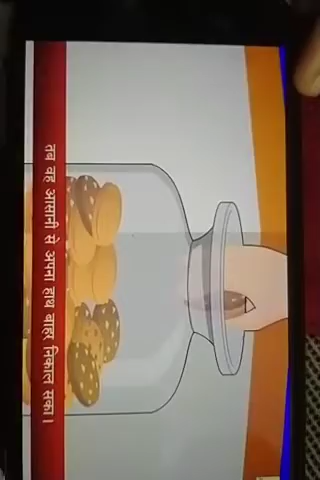 तब वह आसानी से अपना हाथ बाहर निकाल सका।